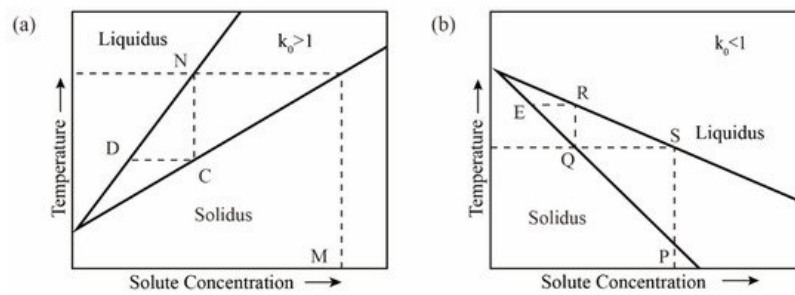 (a)
Liquidus
N
k₀>1
D
C
Solidus
M
Temperature
Solute Concentration
(b)
k₀<1
E
R
S
Liquidus
Q
Solidus
P
Temperature
Solute Concentration